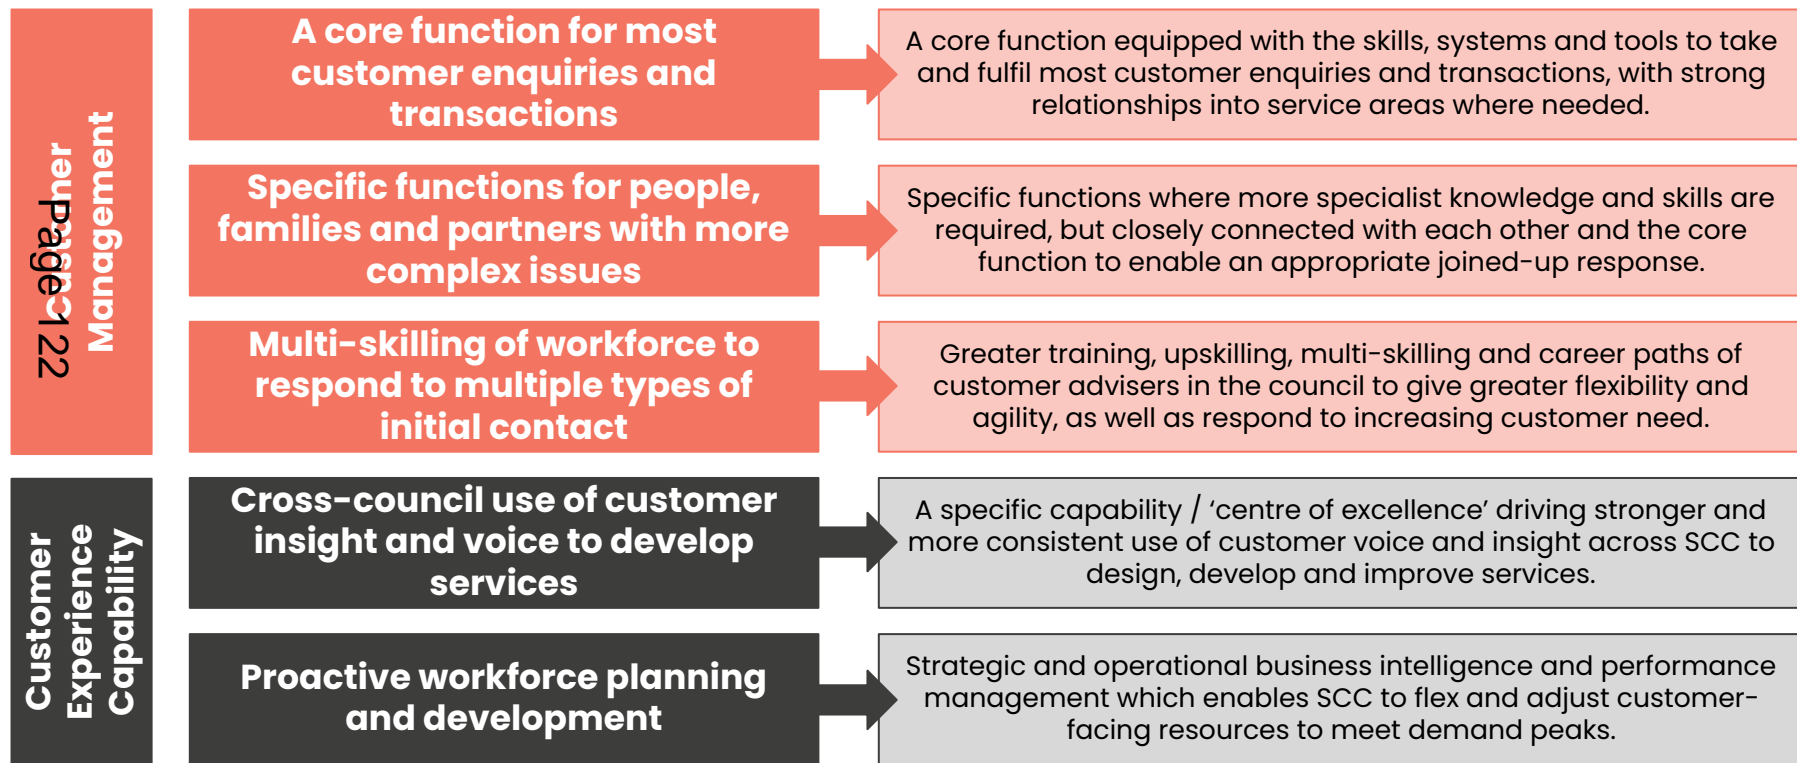 Customer
Management
Page 122
A core function for most
customer enquiries and
transactions
A core function equipped with the skills, systems and tools to take
and fulfil most customer enquiries and transactions, with strong
relationships into service areas where needed.
Specific functions for people,
families and partners with more
complex issues
Specific functions where more specialist knowledge and skills are
required, but closely connected with each other and the core
function to enable an appropriate joined-up response.
Multi-skilling of workforce to
respond to multiple types of
initial contact
Greater training, upskilling, multi-skilling and career paths of
customer advisers in the council to give greater flexibility and
agility, as well as respond to increasing customer need.
Customer
Experience
Capability
Cross-council use of customer
insight and voice to develop
services
A specific capability / ‘centre of excellence’ driving stronger and
more consistent use of customer voice and insight across SCC to
design, develop and improve services.
Proactive workforce planning
and development
Strategic and operational business intelligence and performance
management which enables SCC to flex and adjust customer-
facing resources to meet demand peaks.